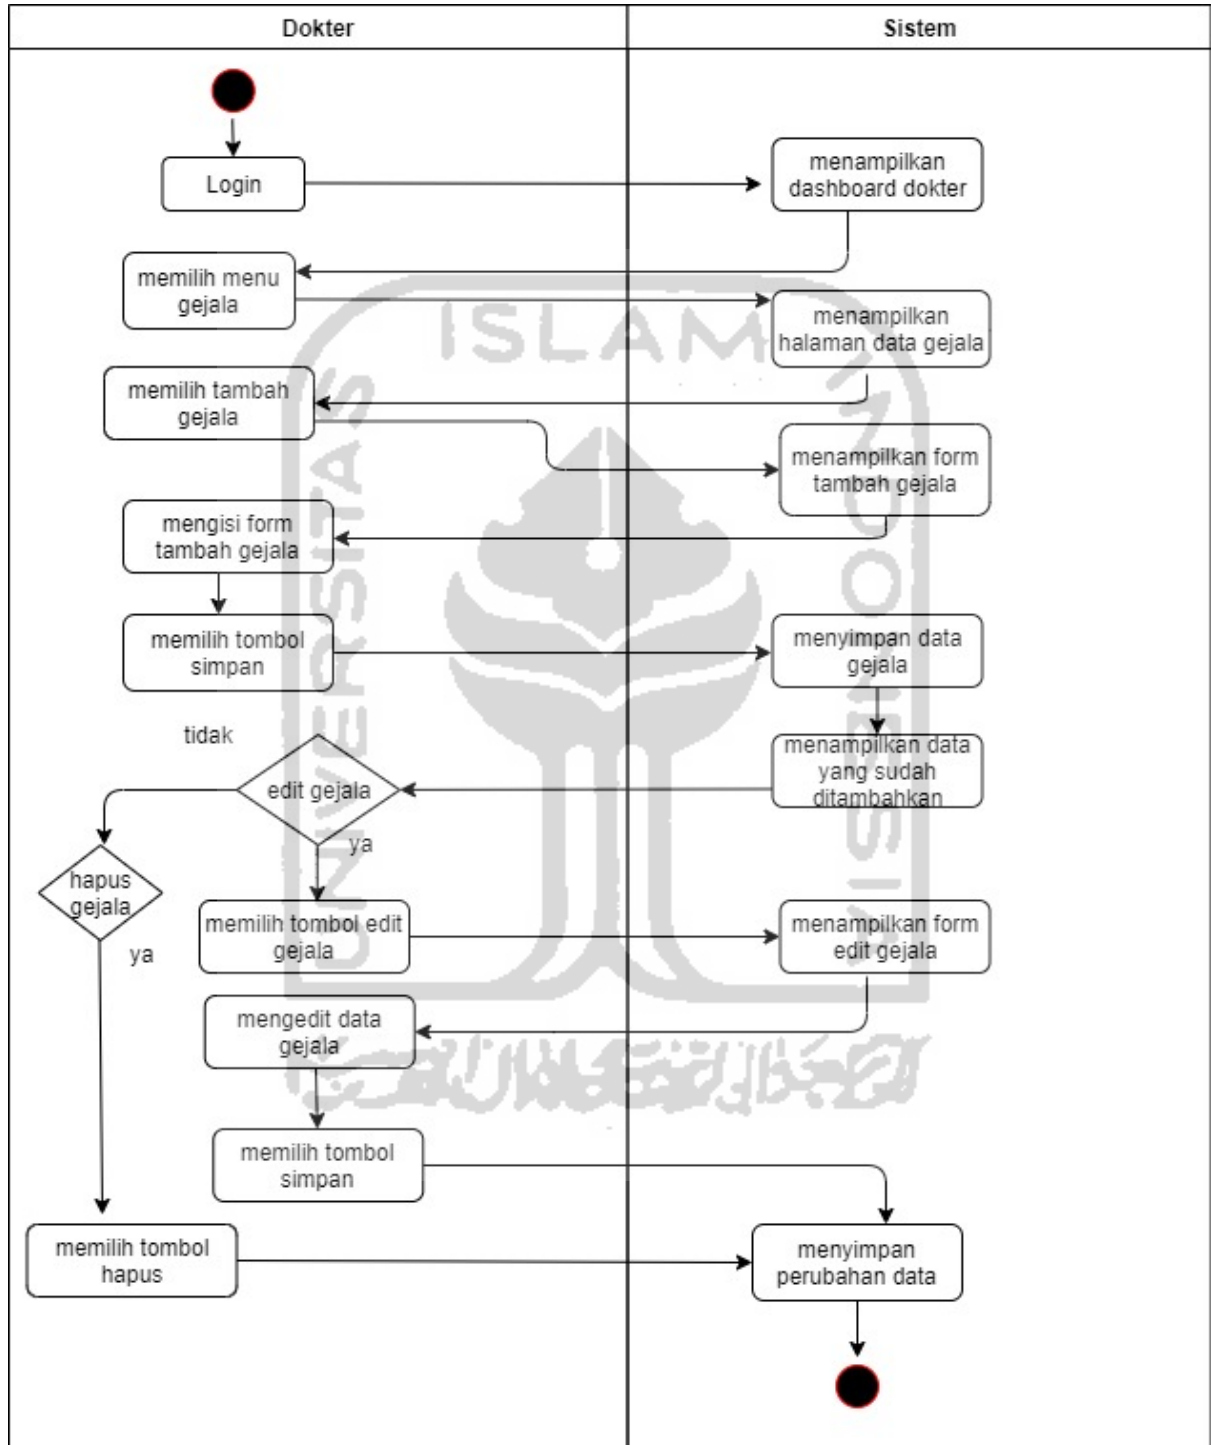 Dokter
Sistem
Login
menampilkan
dashboard dokter
memilih menu
gejala
menampilkan
halaman data gejala
memilih tambah
gejala
menampilkan form
tambah gejala
mengisi form
tambah gejala
memilih tombol
simpan
menyimpan data
gejala
menampilkan data
yang sudah
ditambahkan
tidak
edit gejala
ya
hapus
gejala
ya
memilih tombol edit
gejala
menampilkan form
edit gejala
mengedit data
gejala
memilih tombol
simpan
memilih tombol
hapus
menyimpan
perubahan data
UNIVERSITAS
ISLAM
INDONESIA